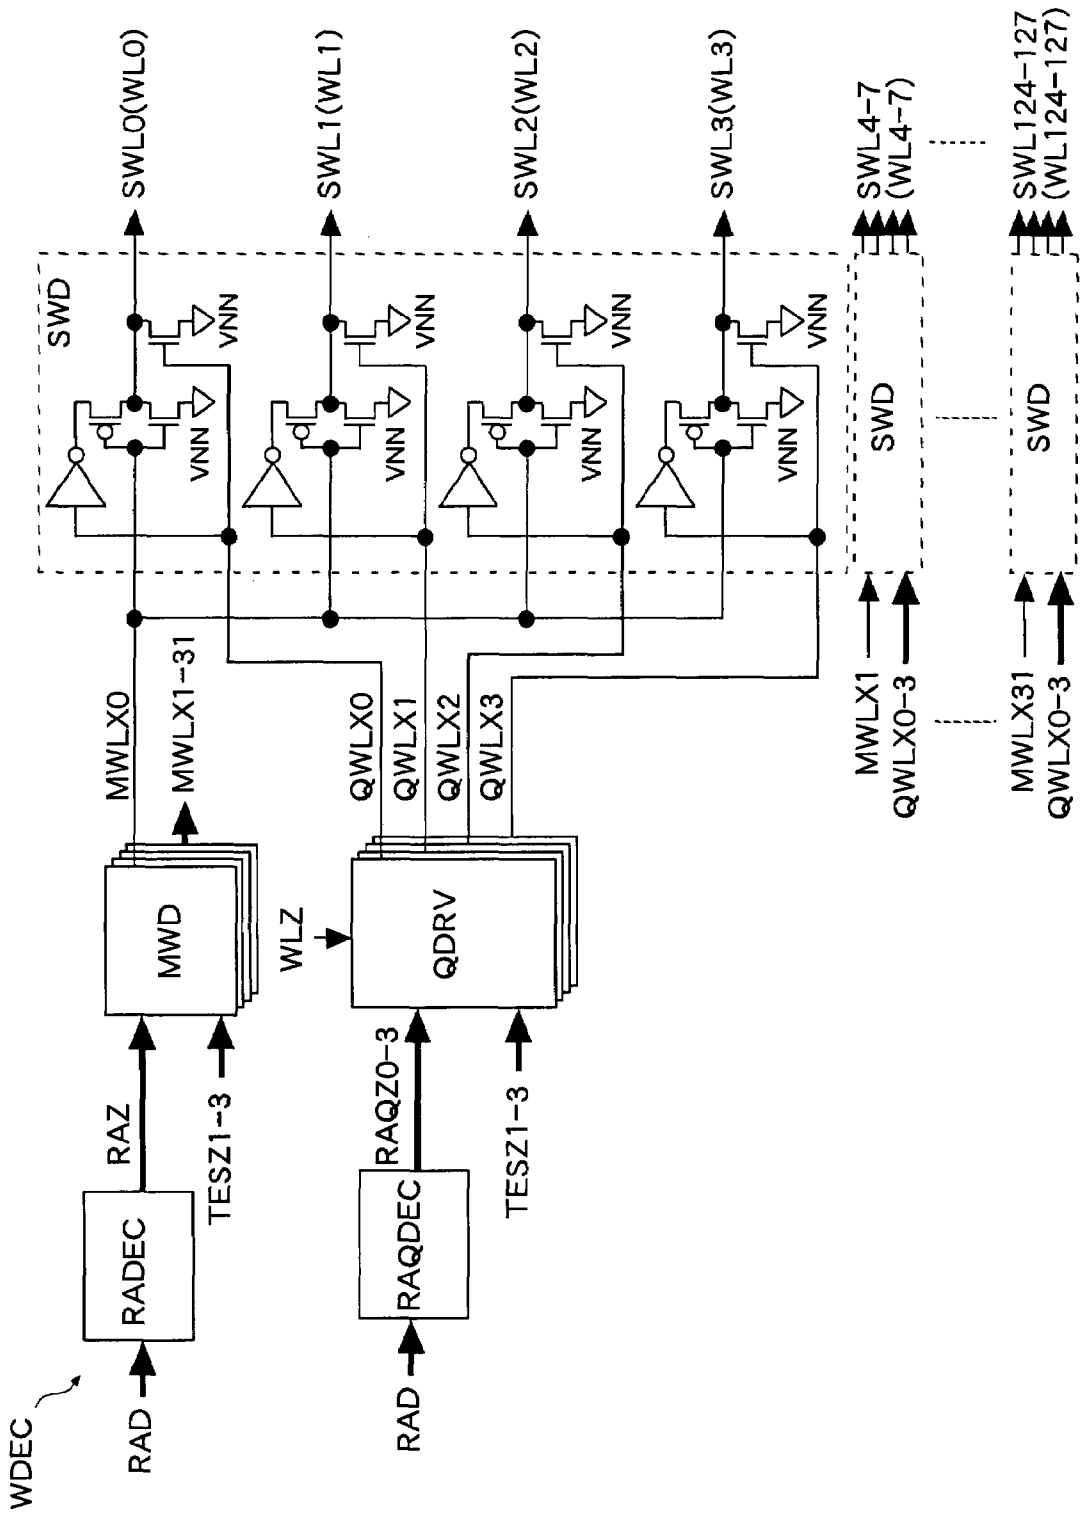 WDEC
RAD
RADEC
RAZ
TESZ1-3
MWD
MWLX0
MWLX1-31
RAD
RAQDEC
RAQZ0-3
TESZ1-3
WLZ
QDRV
QWLX0
QWLX1
QWLX2
QWLX3
SWD
VNN
VNN
SWL0(WL0)
VNN
VNN
SWL1(WL1)
VNN
VNN
SWL2(WL2)
VNN
VNN
SWL3(WL3)
MWLX1
QWLX0-3
SWD
SWL4-7
(WL4-7)
MWLX31
QWLX0-3
SWD
SWL124-127
(WL124-127)